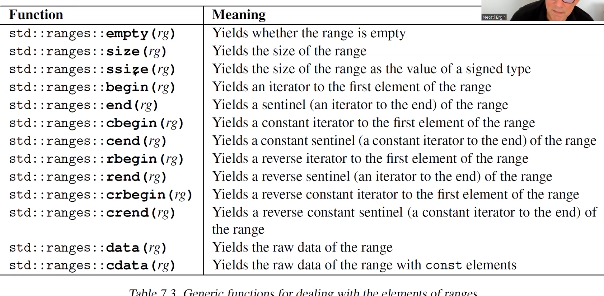 Function Meaning
std::ranges::empty(rg) Yields whether the range is empty
std::ranges::size(rg) Yields the size of the range
std::ranges::ssize(rg) Yields the size of the range as the value of a signed type
std::ranges::begin(rg) Yields an iterator to the first element of the range
std::ranges::end(rg) Yields a sentinel (an iterator to the end) of the range
std::ranges::cbegin(rg) Yields a constant iterator to the first element of the range
std::ranges::cend(rg) Yields a constant sentinel (a constant iterator to the end) of the range
std::ranges::rbegin(rg) Yields a reverse iterator to the first element of the range
std::ranges::rend(rg) Yields a reverse sentinel (an iterator to the end) of the range
std::ranges::crbegin(rg) Yields a reverse constant iterator to the first element of the range
std::ranges::crend(rg) Yields a reverse constant sentinel (a constant iterator to the end) of
the range
std::ranges::data(rg) Yields the raw data of the range
std::ranges::cdata(rg) Yields the raw data of the range with const elements
Table 7.3. Generic functions for dealing with the elements of ranges